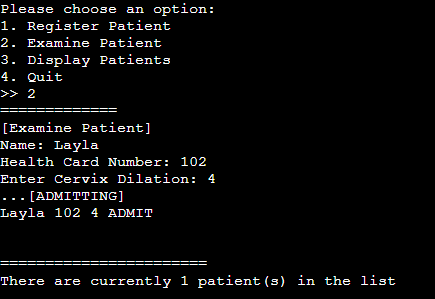 Please choose an option:
1. Register Patient
2. Examine Patient
3. Display Patients
4. Quit
>> 2
=============
[Examine Patient]
Name: Layla
Health Card Number: 102
Enter Cervix Dilation: 4
...[ADMITTING]
Layla 102 4 ADMIT
=======================
There are currently 1 patient(s) in the list